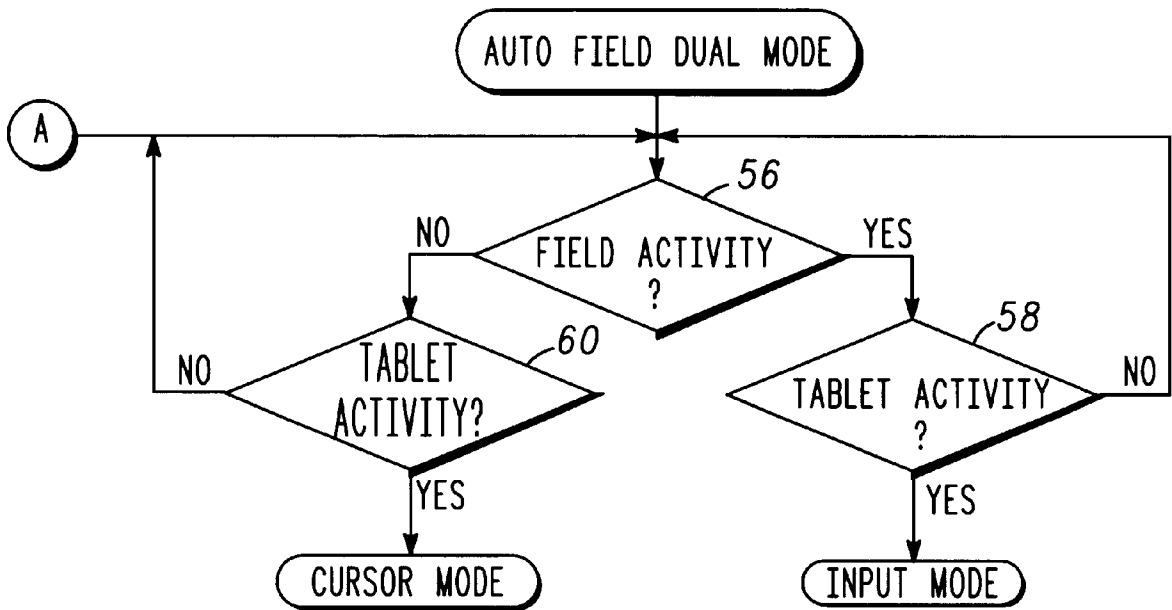 AUTO FIELD DUAL MODE
A
56
NO
YES
FIELD ACTIVITY
?
60
58
NO
TABLET
ACTIVITY?
TABLET ACTIVITY
?
NO
YES
YES
CURSOR MODE
INPUT MODE